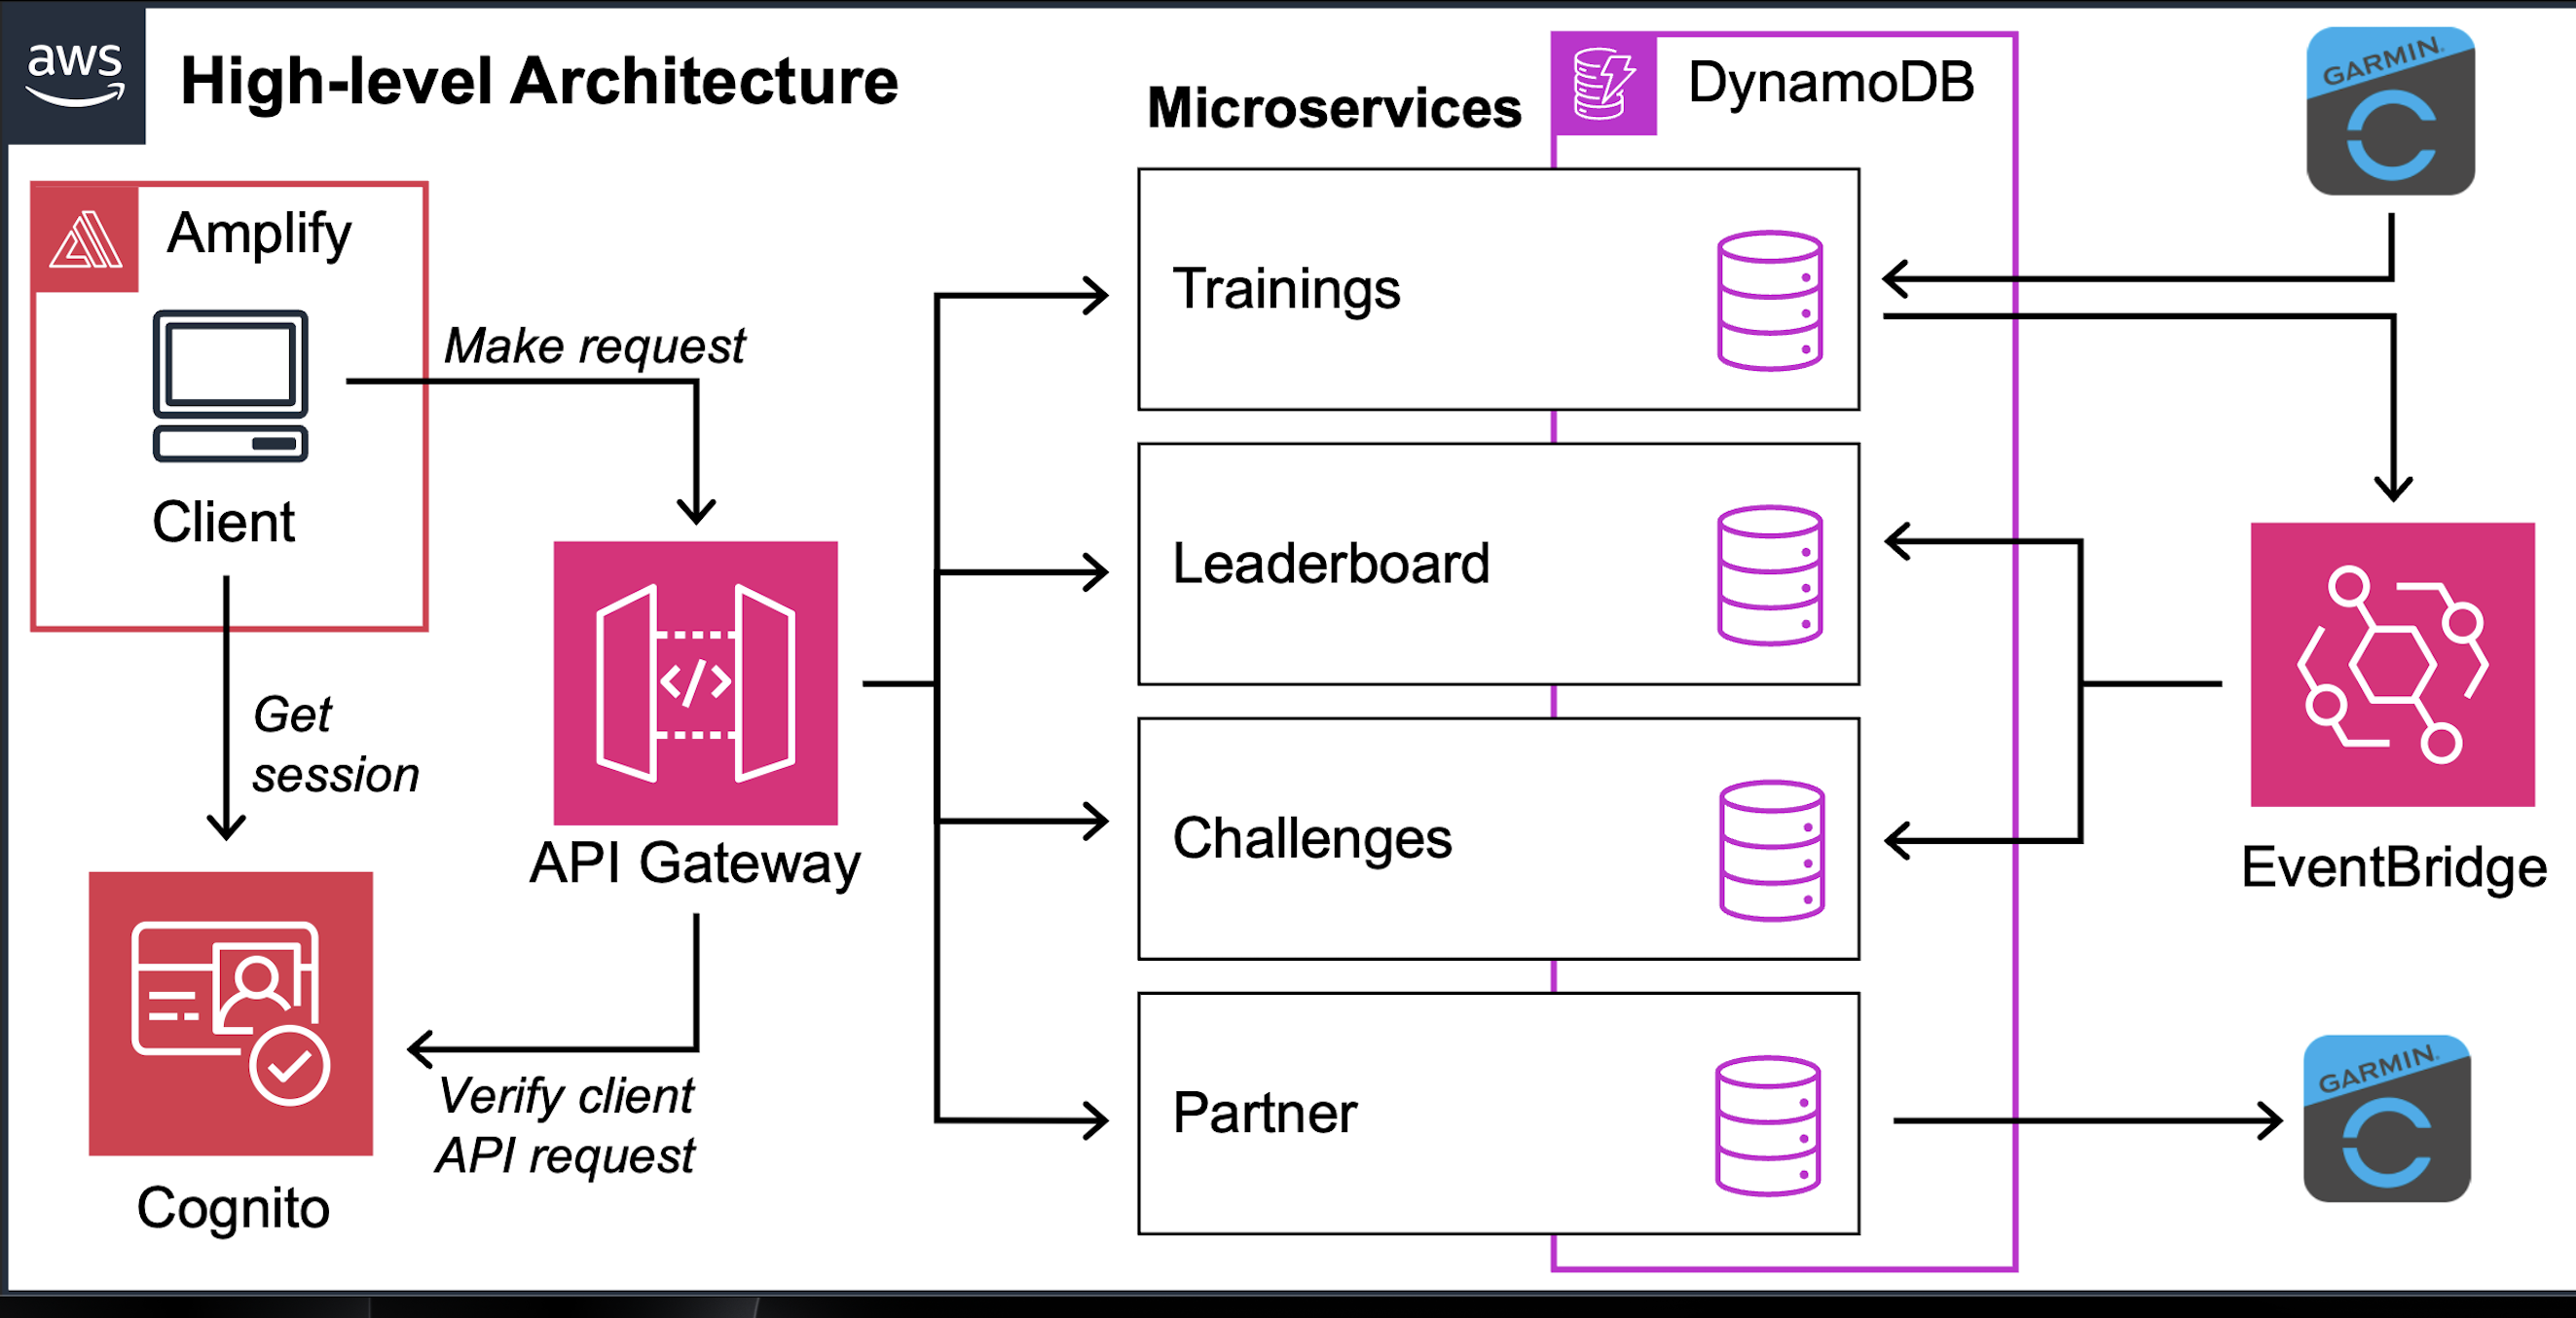 aws
High-level Architecture
Microservices
DynamoDB
GARMIN.
Amplify
Client
Make request
Get
session
API Gateway
Cognito
Verify client
API request
Trainings
Leaderboard
Challenges
Partner
</>
EventBridge
GARMIN.